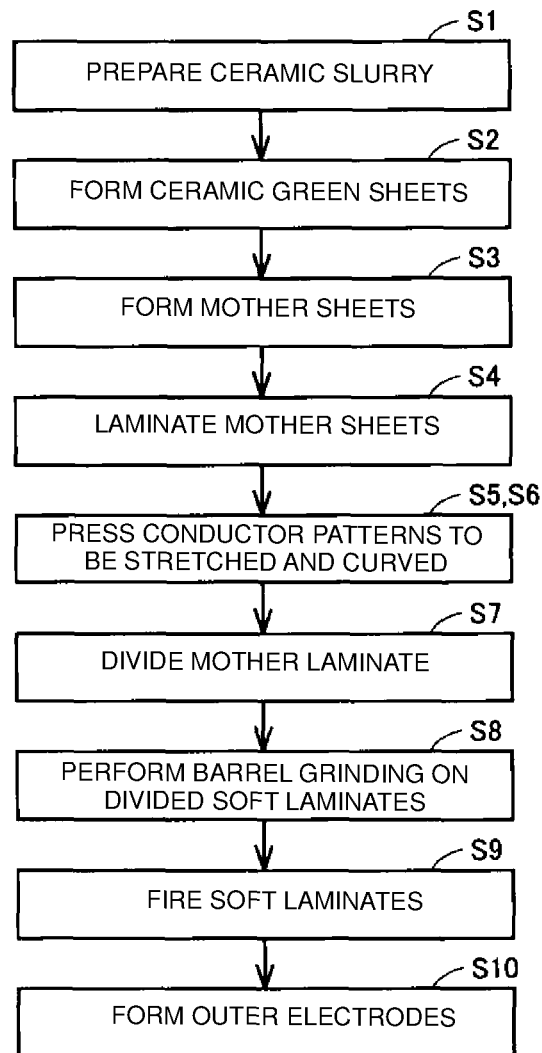 S1
PREPARE CERAMIC SLURRY
S2
FORM CERAMIC GREEN SHEETS
S3
FORM MOTHER SHEETS
S4
LAMINATE MOTHER SHEETS
S5,S6
PRESS CONDUCTOR PATTERNS TO
BE STRETCHED AND CURVED
S7
DIVIDE MOTHER LAMINATE
S8
PERFORM BARREL GRINDING ON
DIVIDED SOFT LAMINATES
S9
FIRE SOFT LAMINATES
S10
FORM OUTER ELECTRODES